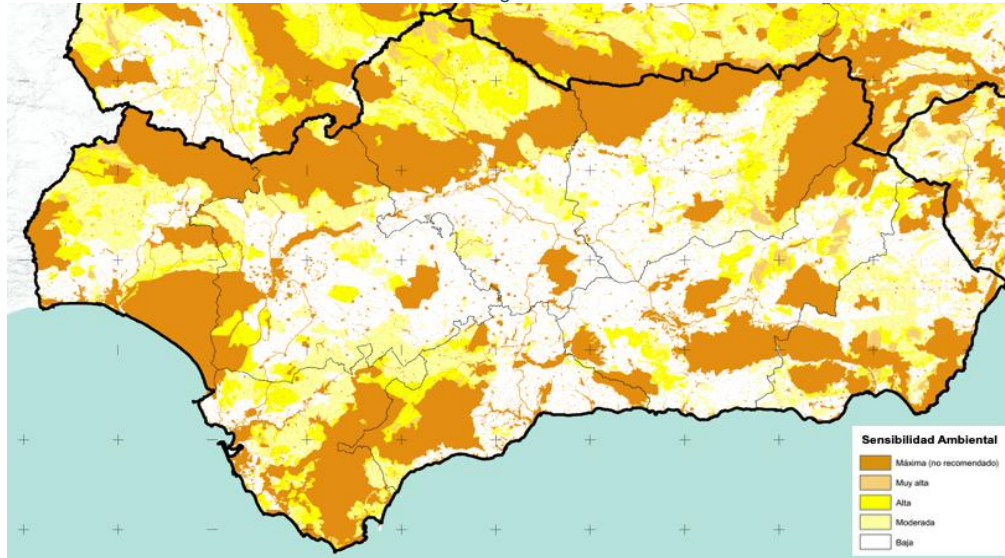 Sensibilidad Ambiental
Máxima (no recomendado)
Muy alta
Alta
Moderada
Baja